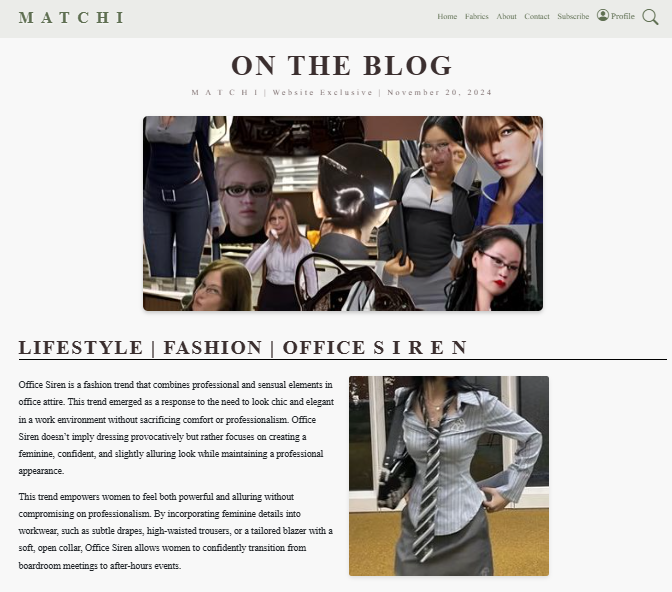 M A T C H I
Home Fabrics About Contact Subscribe Profile
ON THE BLOG
M A T C H I | Website Exclusive | November 20, 2024
LIFESTYLE | FASHION | OFFICE S I R E N
Office Siren is a fashion trend that combines professional and sensual elements in
office attire. This trend emerged as a response to the need to look chic and elegant
in a work environment without sacrificing comfort or professionalism. Office
Siren doesn’t imply dressing provocatively but rather focuses on creating a
feminine, confident, and slightly alluring look while maintaining a professional
appearance.
This trend empowers women to feel both powerful and alluring without
compromising on professionalism. By incorporating feminine details into
workwear, such as subtle drapes, high-waisted trousers, or a tailored blazer with a
soft, open collar, Office Siren allows women to confidently transition from
boardroom meetings to after-hours events.